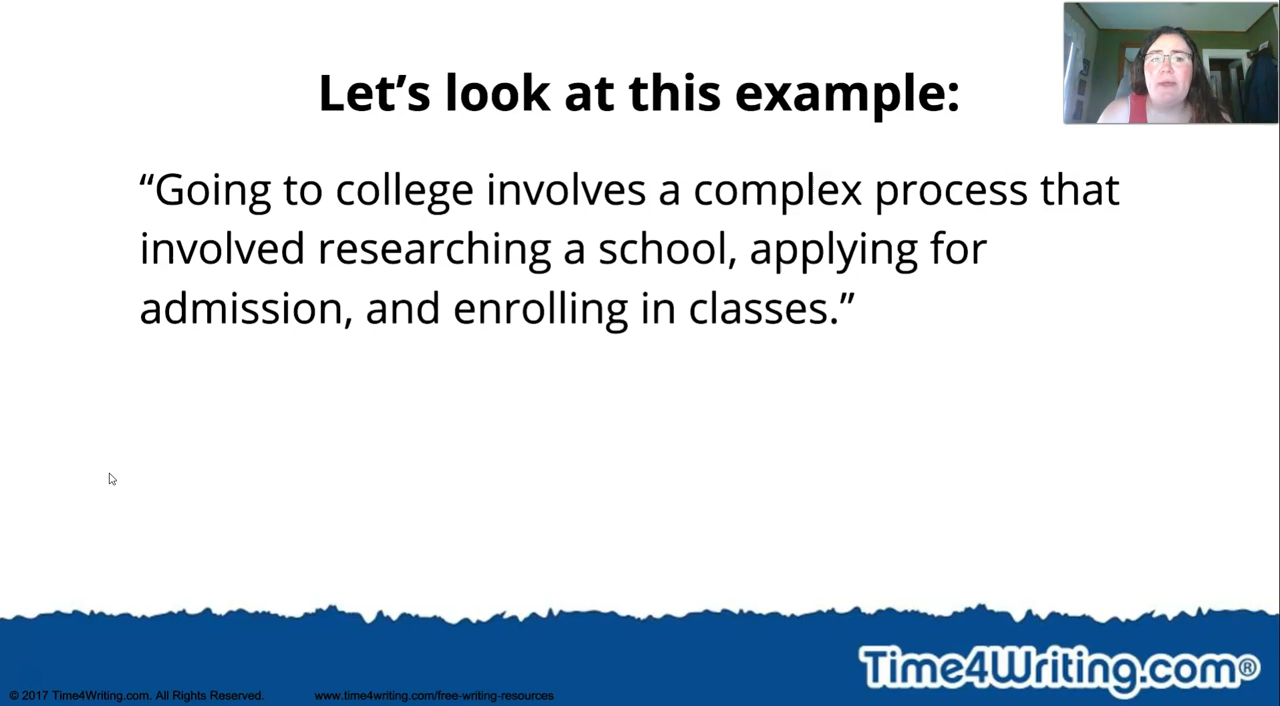 Let’s look at this example:
“Going to college involves a complex process that
involved researching a school, applying for
admission, and enrolling in classes.”
Time4Writing.com®
© 2017 Time4Writing.com. All Rights Reserved.
www.time4writing.com/free-writing-resources